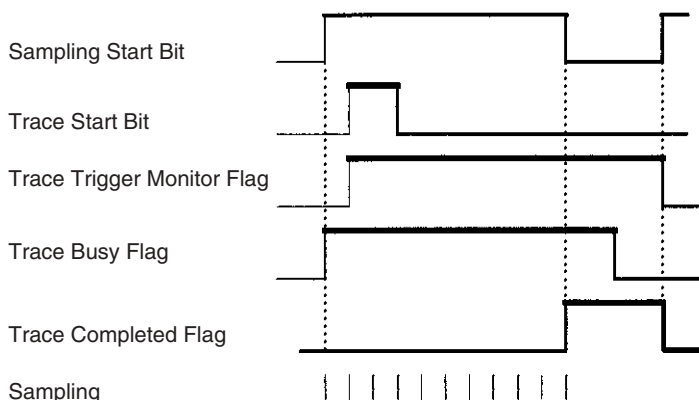 Sampling Start Bit
Trace Start Bit
Trace Trigger Monitor Flag
Trace Busy Flag
Trace Completed Flag
Sampling